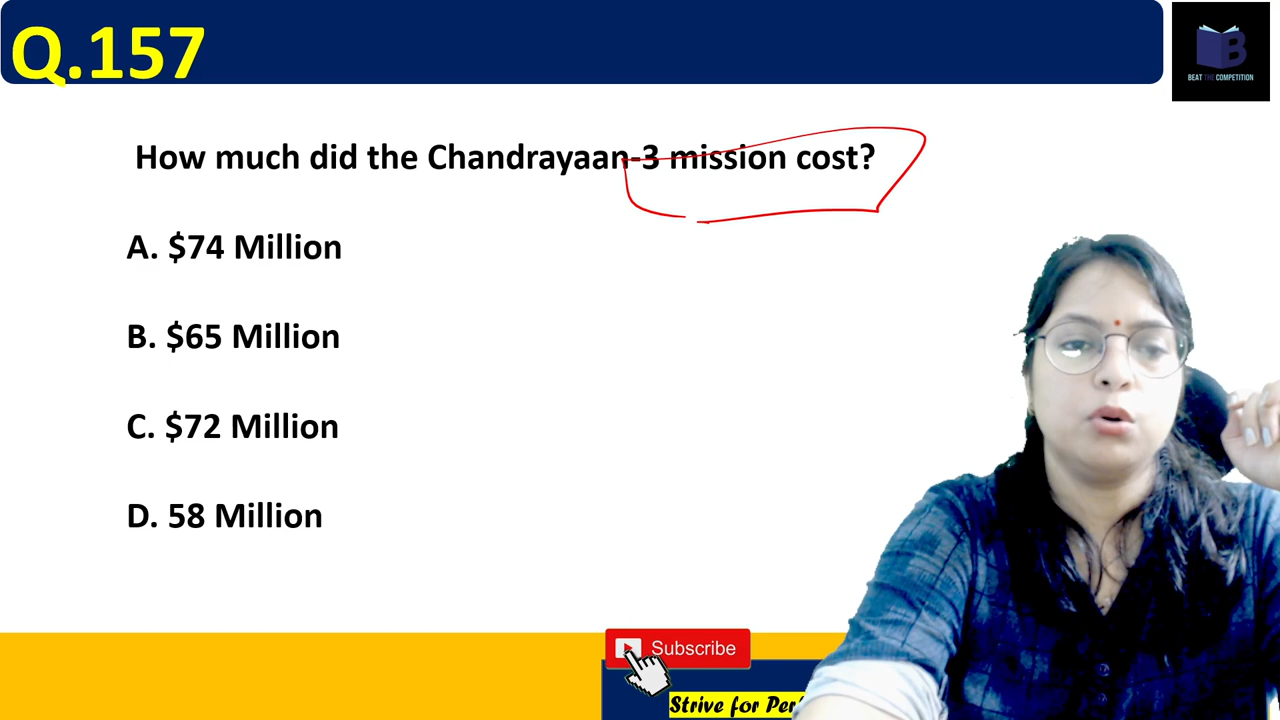 Q.157
BEAT THE COMPETITION
How much did the Chandrayaan-3 mission cost?
A. $74 Million
B. $65 Million
C. $72 Million
D. 58 Million
Subscribe
Strive for